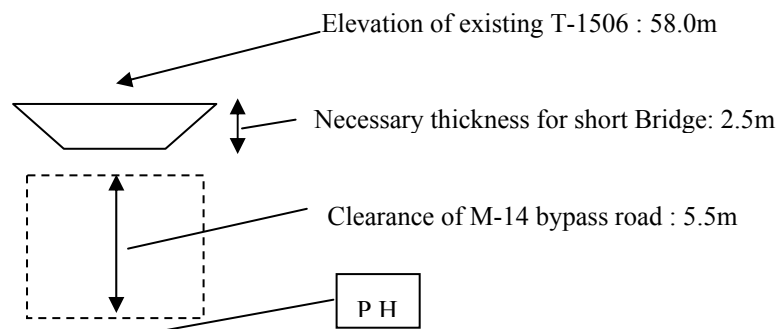 Elevation of existing T-1506 : 58.0m
Necessary thickness for short Bridge: 2.5m
Clearance of M-14 bypass road : 5.5m
P H